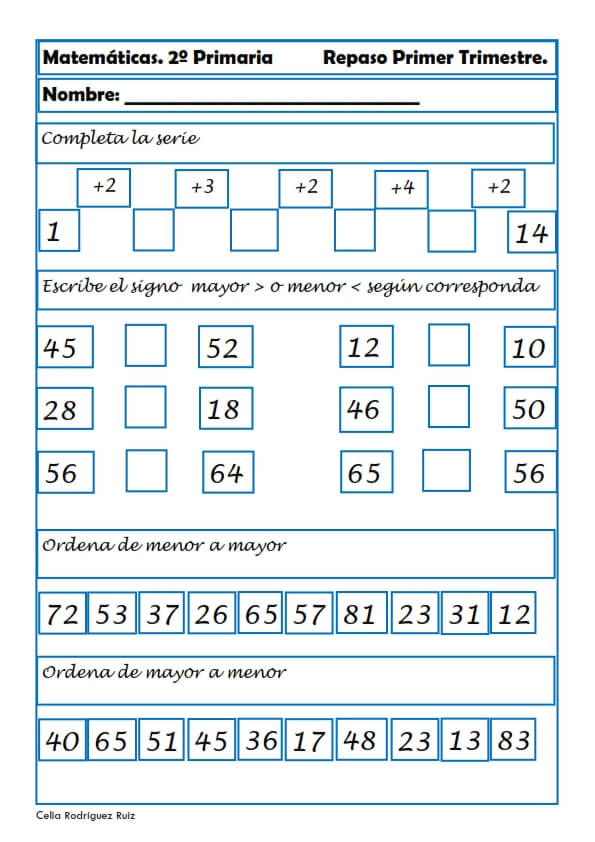 Matemáticas. 2º Primaria Repaso Primer Trimestre.
Nombre: ____________________________
Completa la serie
+2 +3 +2 +4 +2
1 14
Escribe el signo mayor > o menor < según corresponda
45 52 12 10
28 18 46 50
56 64 65 56
Ordena de menor a mayor
72 53 37 26 65 57 81 23 31 12
Ordena de mayor a menor
40 65 51 45 36 17 48 23 13 83
Celia Rodríguez Ruiz